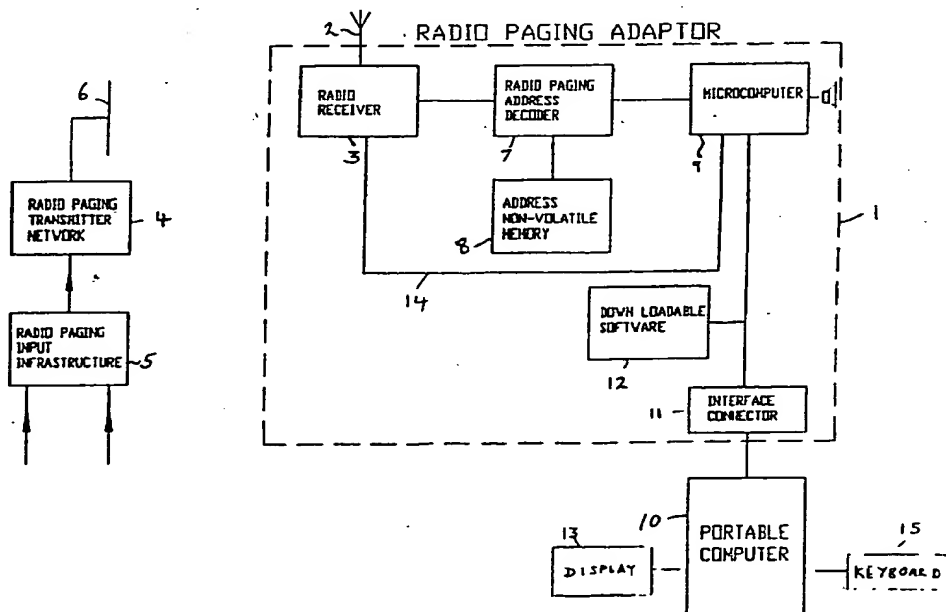 RADIO PAGING ADAPTOR
2
6
RADIO
RECEIVER
3
RADIO PAGING
ADDRESS
DECODER
7
MICROCOMPUTER
9
RADIO PAGING
TRANSMITTER
NETWORK
4
ADDRESS
NON-VOLATILE
MEMORY
8
1
14
RADIO PAGING
INPUT
INFRASTRUCTURE
5
DOWN LOADABLE
SOFTWARE
12
INTERFACE
CONNECTOR
11
10
PORTABLE
COMPUTER
13
DISPLAY
15
KEYBOARD